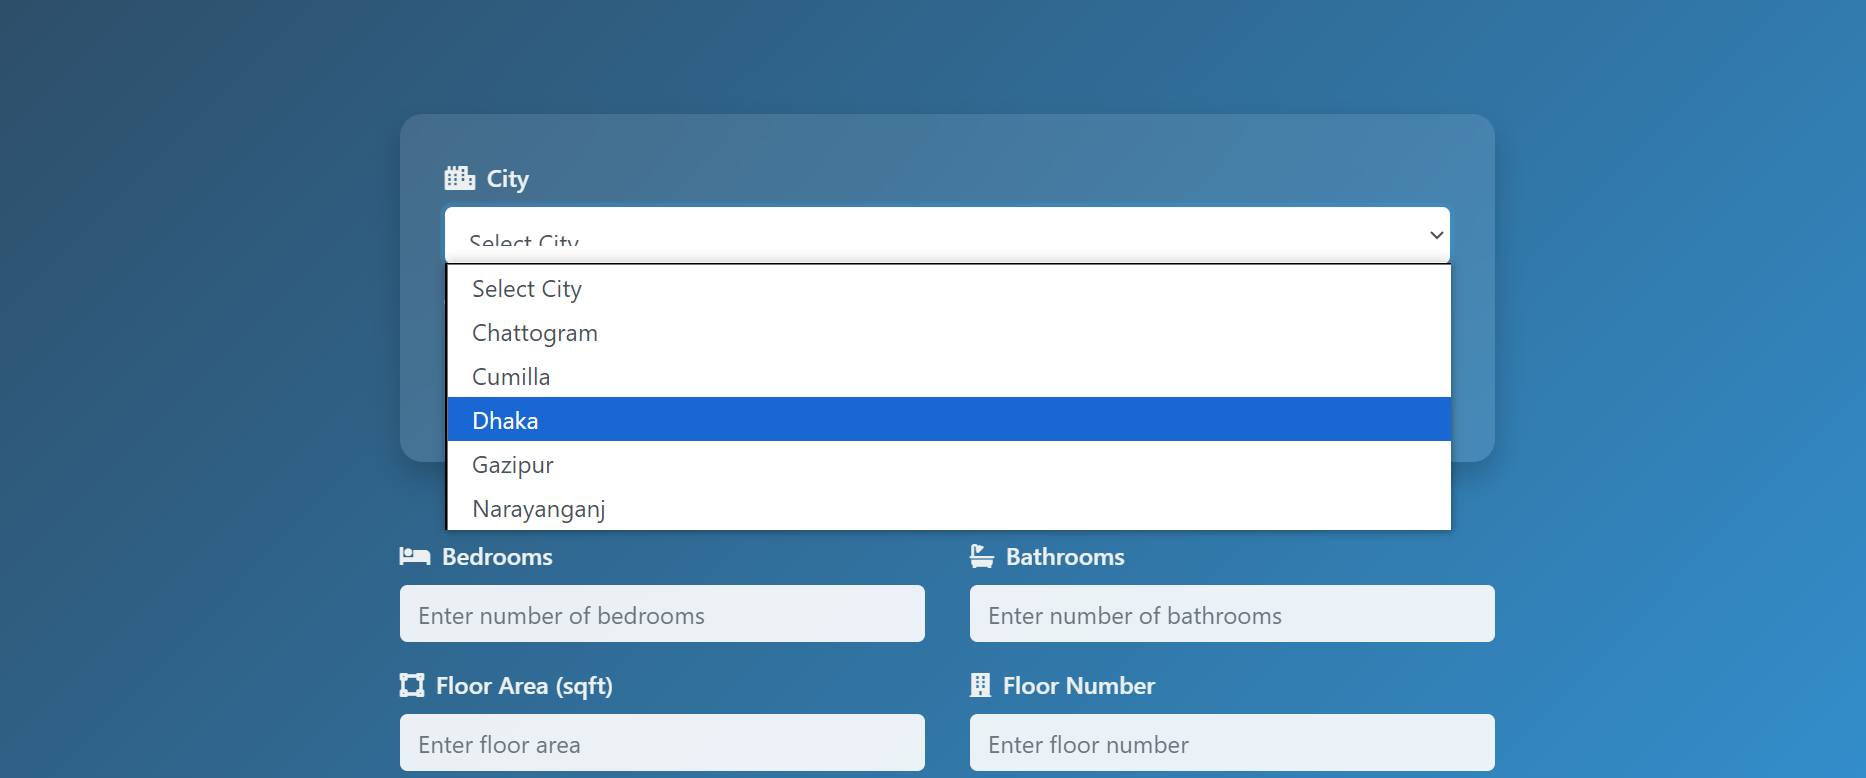 City
Select City
Select City
Chattogram
Cumilla
Dhaka
Gazipur
Narayanganj
Bedrooms
Enter number of bedrooms
Bathrooms
Enter number of bathrooms
Floor Area (sqft)
Enter floor area
Floor Number
Enter floor number